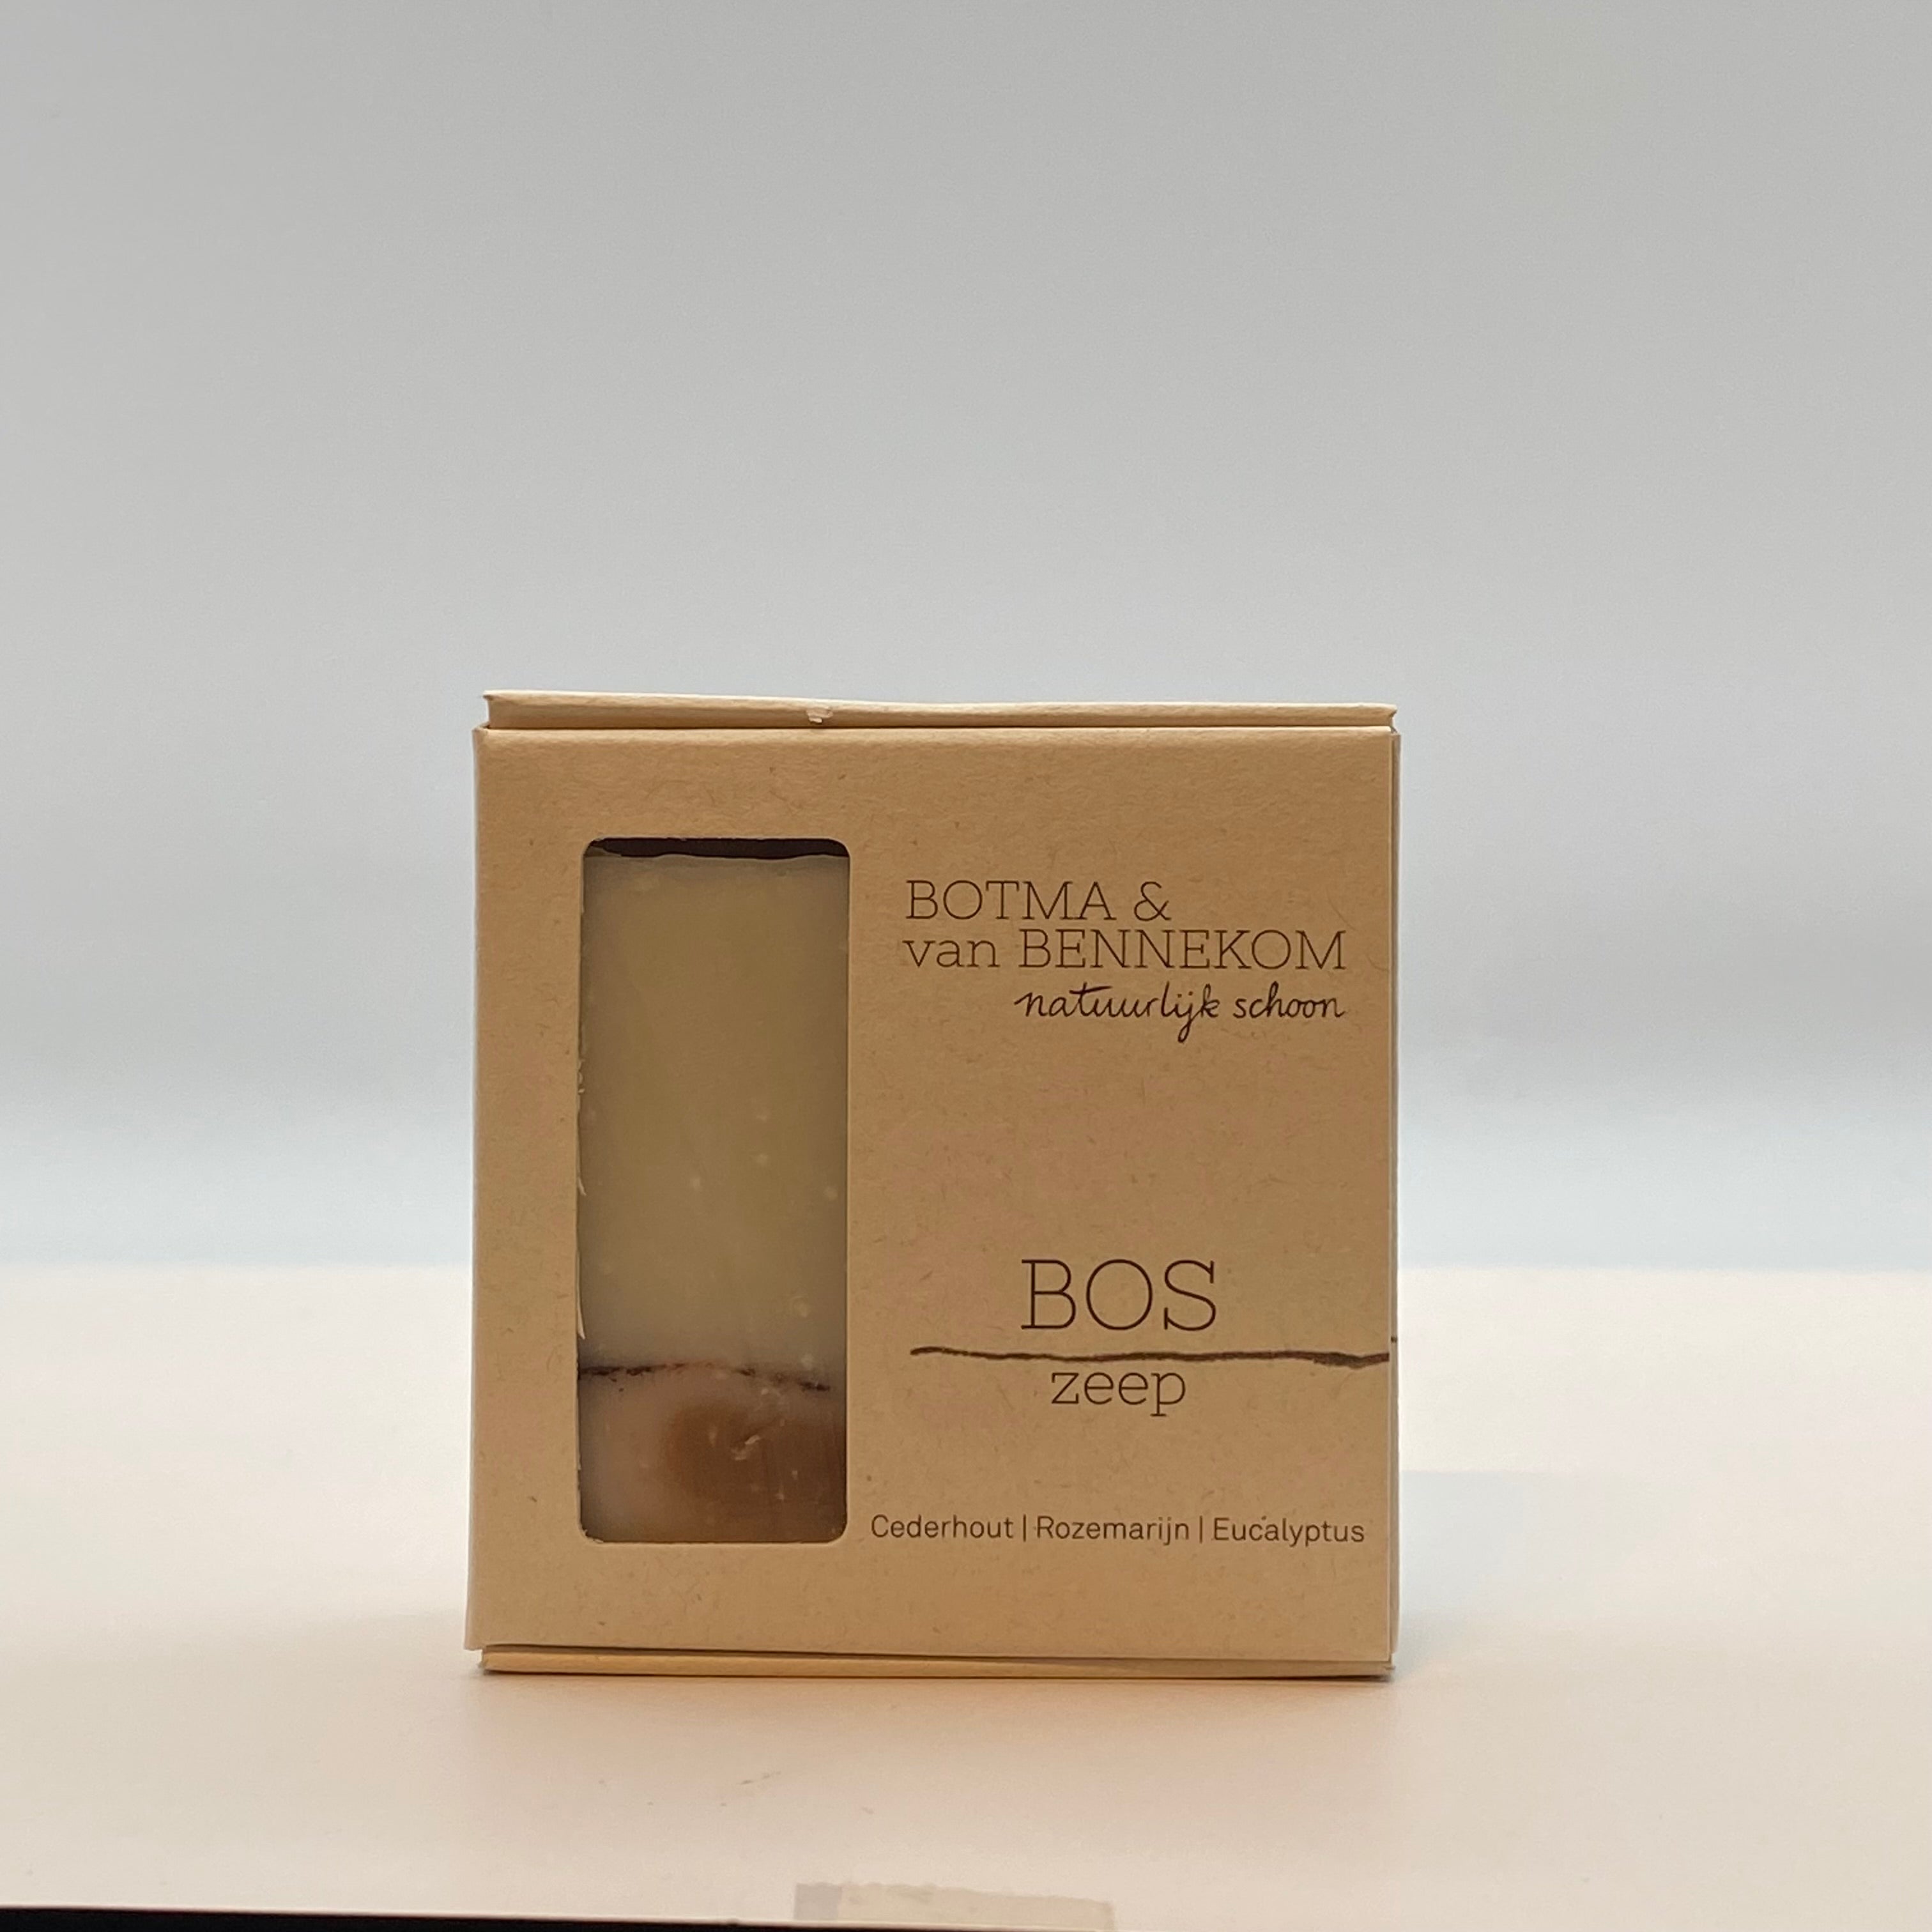 BOTMA &
van BENNEKOM
natuurlijk schoon
BOS
zeep
Cederhout | Rozemarijn | Eucalyptus